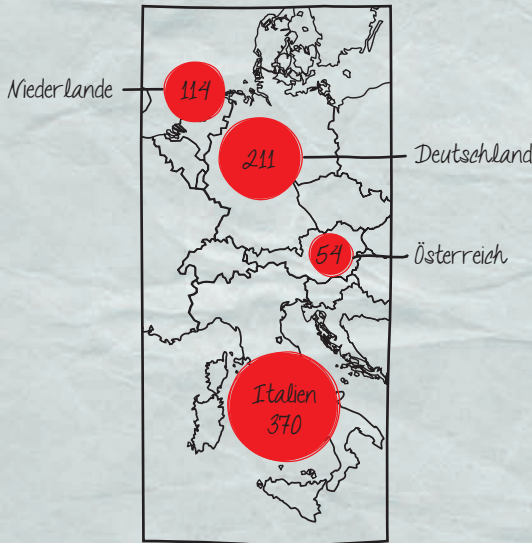 Niederlande
114
211
Deutschland
54
Österreich
Italien
370